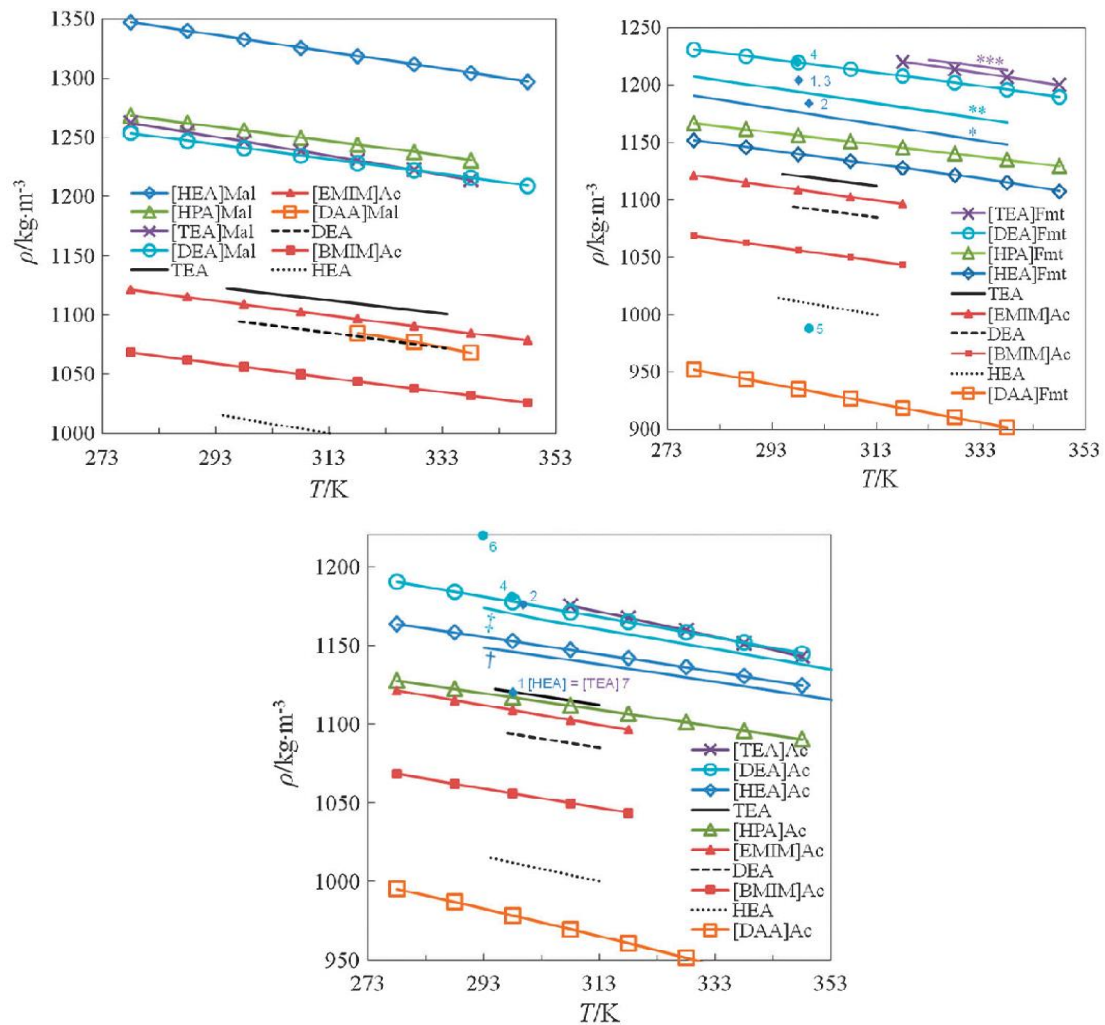 1350
1300
1250
1200
1150
1100
1050
1000
ρ/kg·m⁻³
[HEA]Mal [EMIM]Ac
[HPA]Mal [DAA]Mal
[TEA]Mal DEA
[DEA]Mal [BMIM]Ac
TEA HEA
273 293 313 333 353
T/K
1250
1200
1150
1100
1050
1000
950
900
ρ/kg·m⁻³
4
***
1,3
2
**
*
5
[TEA]Fmt
[DEA]Fmt
[HPA]Fmt
[HEA]Fmt
TEA
[EMIM]Ac
DEA
[BMIM]Ac
HEA
[DAA]Fmt
273 293 313 333 353
T/K
1200
1150
1100
1050
1000
950
ρ/kg·m⁻³
6
4 2
‡
†
1 [HEA] = [TEA] 7
[TEA]Ac
[DEA]Ac
[HEA]Ac
TEA
[HPA]Ac
[EMIM]Ac
DEA
[BMIM]Ac
HEA
[DAA]Ac
273 293 313 333 353
T/K